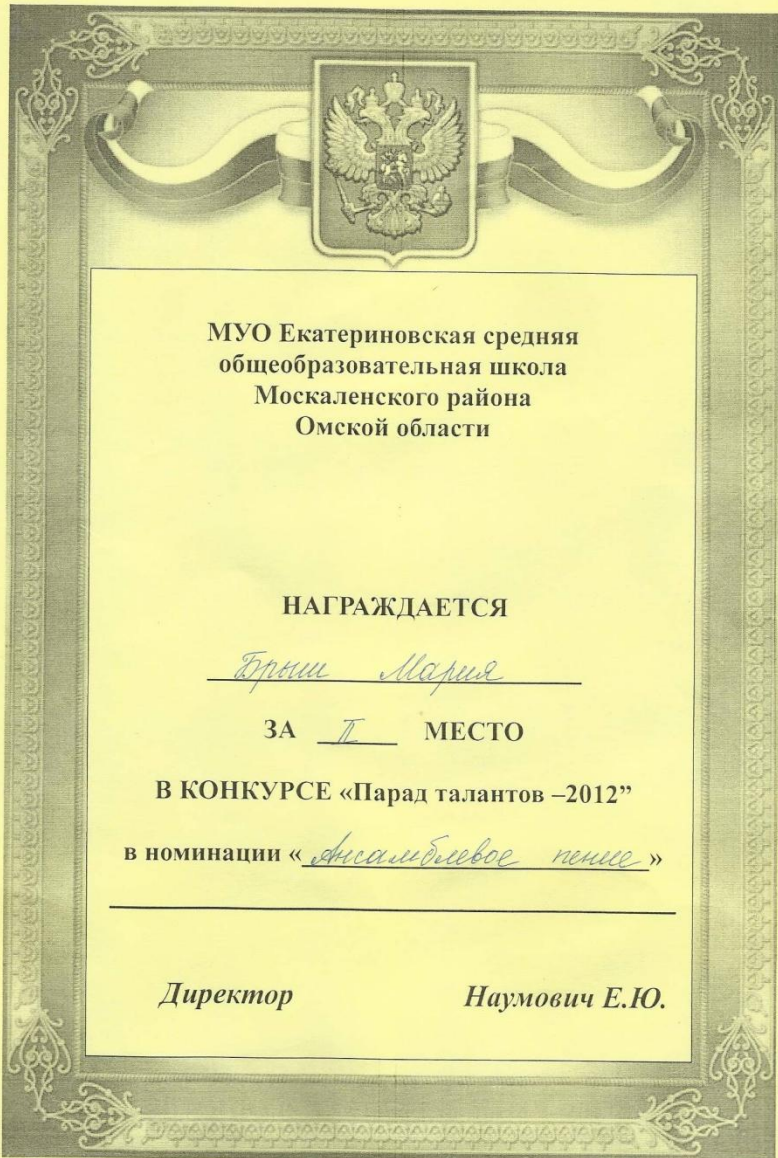 МУО Екатериновская средняя
общеобразовательная школа
Москаленского района
Омской области
НАГРАЖДАЕТСЯ
Брыш Мария
ЗА II МЕСТО
В КОНКУРСЕ «Парад талантов –2012”
в номинации «Ансамблевое пение»
Директор Наумович Е.Ю.